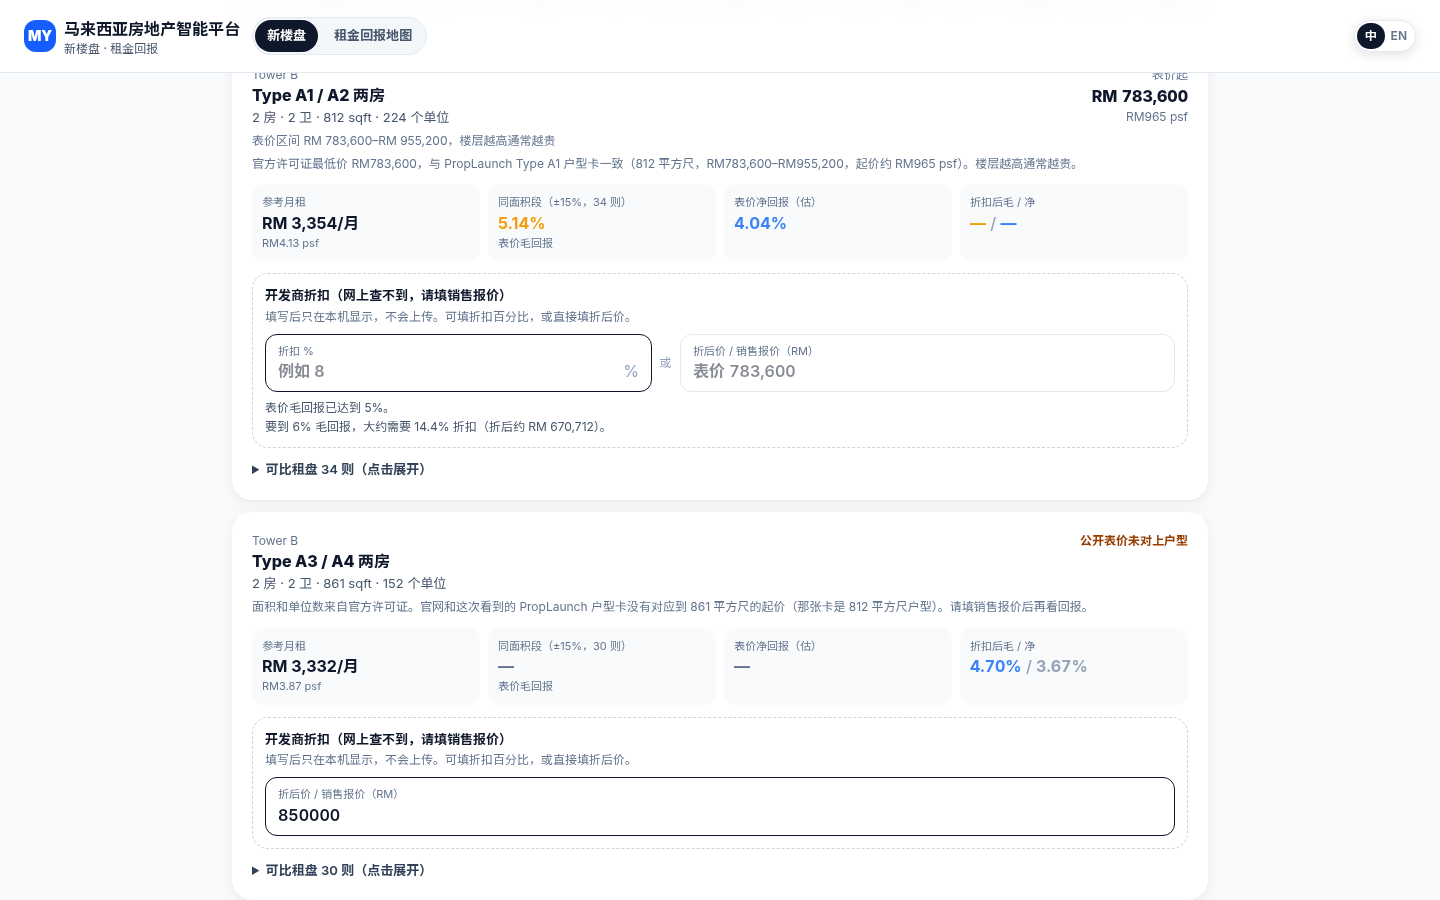 MY
马来西亚房地产智能平台
新楼盘 · 租金回报
新楼盘
租金回报地图
中 EN
Tower B
表价起
Type A1 / A2 两房
RM 783,600
2 房 · 2 卫 · 812 sqft · 224 个单位
RM965 psf
表价区间 RM 783,600–RM 955,200，楼层越高通常越贵
官方许可证最低价 RM783,600，与 PropLaunch Type A1 户型卡一致（812 平方尺，RM783,600–RM955,200，起价约 RM965 psf）。楼层越高通常越贵。
参考月租
RM 3,354/月
RM4.13 psf
同面积段（±15%，34 则）
5.14%
表价毛回报
表价净回报（估）
4.04%
折扣后毛 / 净
— / —
开发商折扣（网上查不到，请填销售报价）
填写后只在本机显示，不会上传。可填折扣百分比，或直接填折后价。
折扣 %
例如 8 %
或
折后价 / 销售报价（RM）
表价 783,600
表价毛回报已达到 5%。
要到 6% 毛回报，大约需要 14.4% 折扣（折后约 RM 670,712）。
▶ 可比租盘 34 则（点击展开）
Tower B
公开表价未对上户型
Type A3 / A4 两房
2 房 · 2 卫 · 861 sqft · 152 个单位
面积和单位数来自官方许可证。官网和这次看到的 PropLaunch 户型卡没有对应到 861 平方尺的起价（那张卡是 812 平方尺户型）。请填销售报价后再看回报。
参考月租
RM 3,332/月
RM3.87 psf
同面积段（±15%，30 则）
—
表价毛回报
表价净回报（估）
—
折扣后毛 / 净
4.70% / 3.67%
开发商折扣（网上查不到，请填销售报价）
填写后只在本机显示，不会上传。可填折扣百分比，或直接填折后价。
折后价 / 销售报价（RM）
850000
▶ 可比租盘 30 则（点击展开）